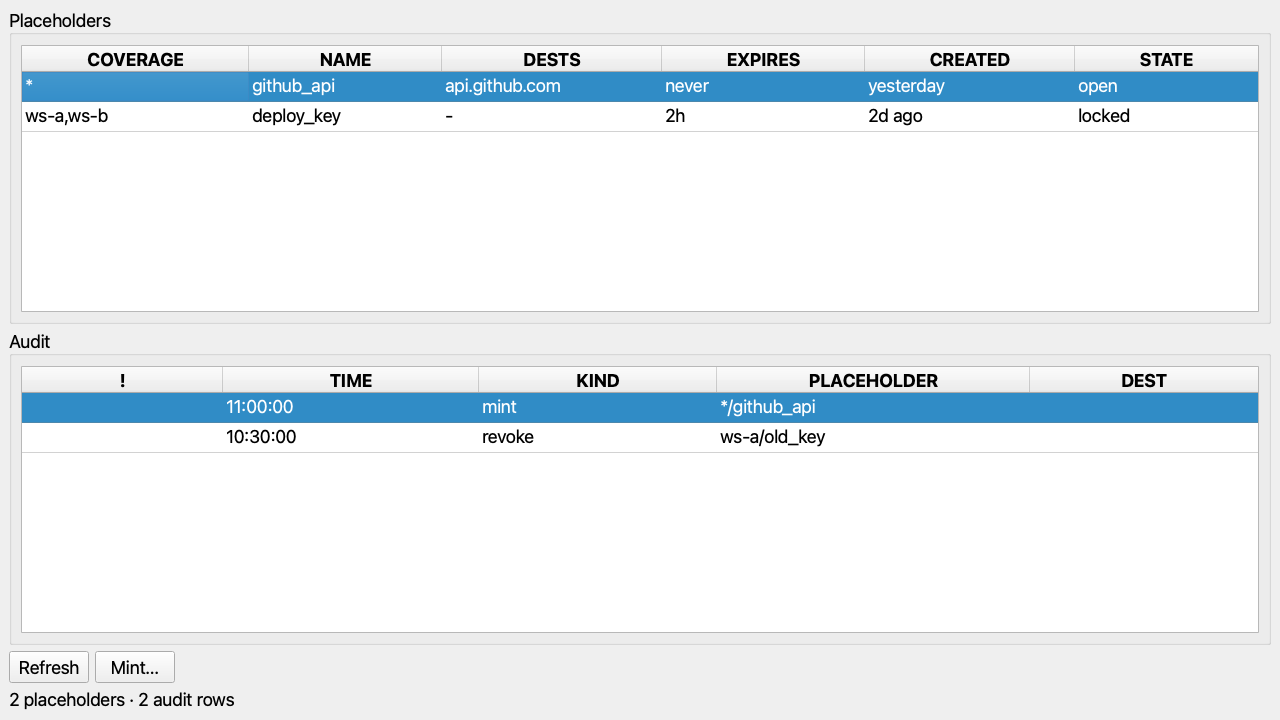 Placeholders
COVERAGE NAME DESTS EXPIRES CREATED STATE
* github_api api.github.com never yesterday open
ws-a,ws-b deploy_key - 2h 2d ago locked
Audit
! TIME KIND PLACEHOLDER DEST
11:00:00 mint */github_api
10:30:00 revoke ws-a/old_key
Refresh Mint...
2 placeholders · 2 audit rows